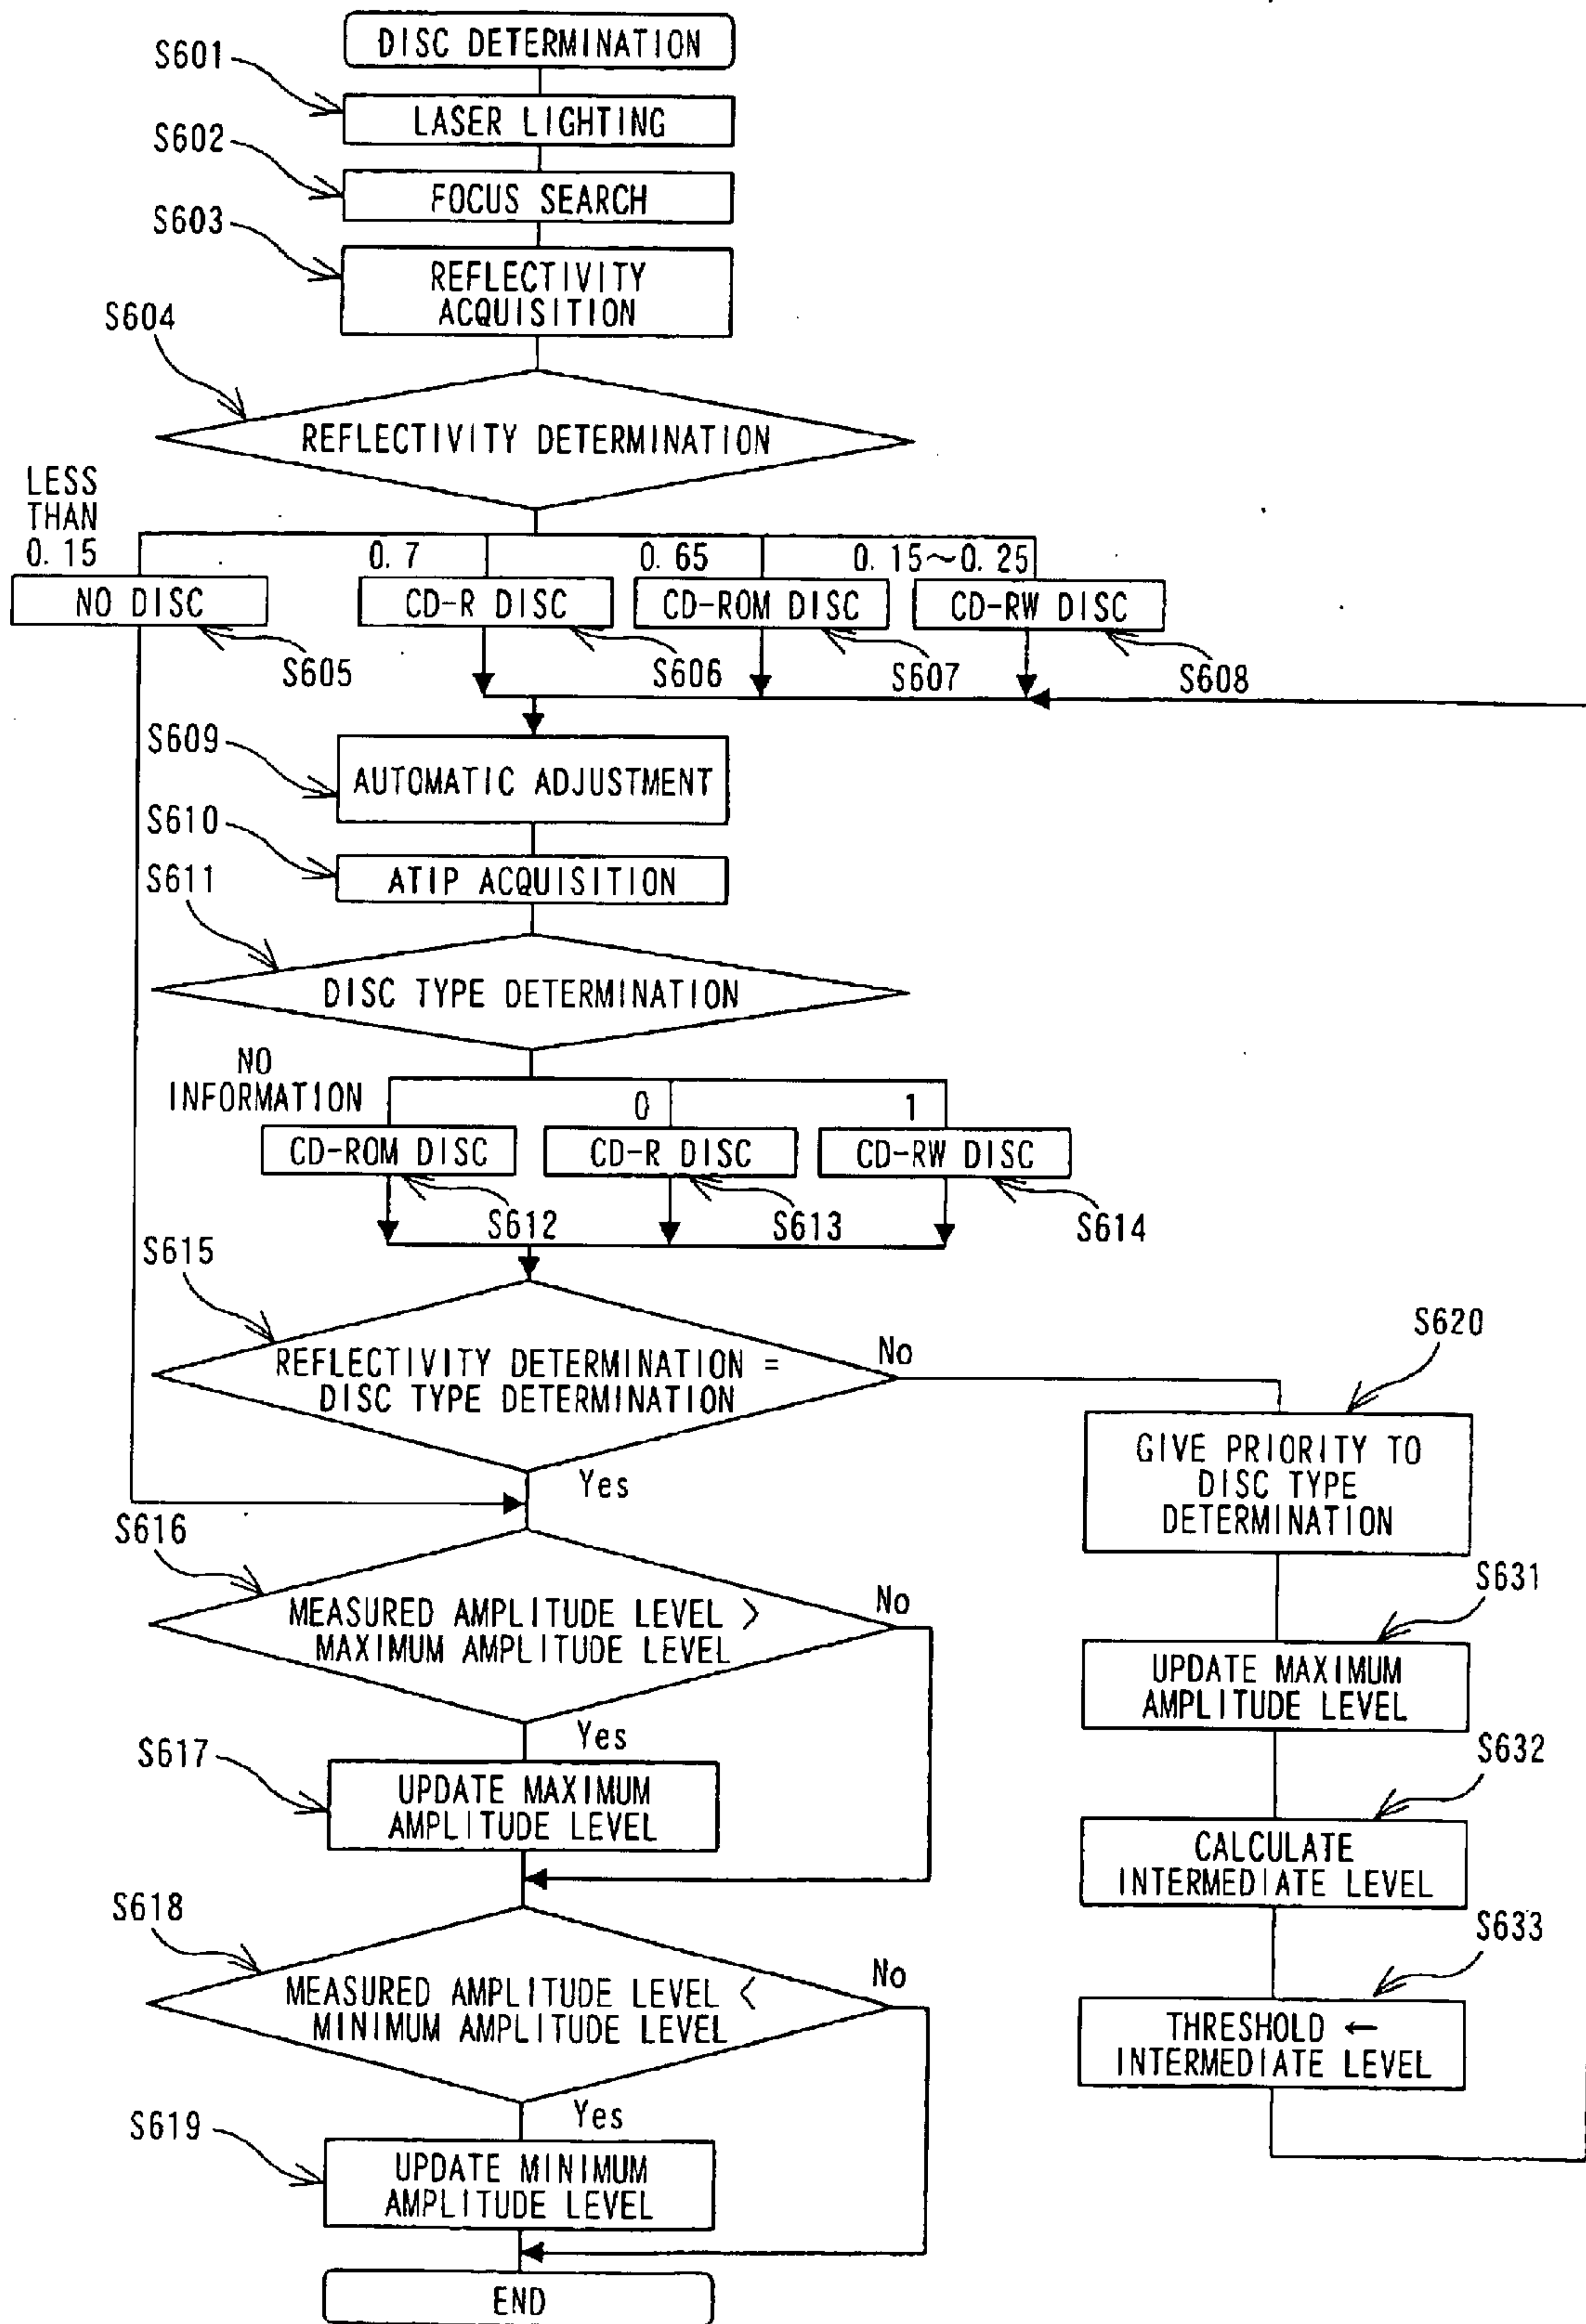 DISC DETERMINATION
S601
LASER LIGHTING
S602
FOCUS SEARCH
S603
REFLECTIVITY
ACQUISITION
S604
REFLECTIVITY DETERMINATION
LESS
THAN
0.15
0.7
0.65
0.15~0.25
NO DISC
CD-R DISC
CD-ROM DISC
CD-RW DISC
S605
S606
S607
S608
S609
AUTOMATIC ADJUSTMENT
S610
ATIP ACQUISITION
S611
DISC TYPE DETERMINATION
NO
INFORMATION
0
1
CD-ROM DISC
CD-R DISC
CD-RW DISC
S612
S613
S614
S615
REFLECTIVITY DETERMINATION =
DISC TYPE DETERMINATION
No
Yes
S620
GIVE PRIORITY TO
DISC TYPE
DETERMINATION
S616
MEASURED AMPLITUDE LEVEL >
MAXIMUM AMPLITUDE LEVEL
No
Yes
S631
UPDATE MAXIMUM
AMPLITUDE LEVEL
S617
UPDATE MAXIMUM
AMPLITUDE LEVEL
S632
CALCULATE
INTERMEDIATE LEVEL
S618
MEASURED AMPLITUDE LEVEL <
MINIMUM AMPLITUDE LEVEL
No
Yes
S633
THRESHOLD ←
INTERMEDIATE LEVEL
S619
UPDATE MINIMUM
AMPLITUDE LEVEL
END